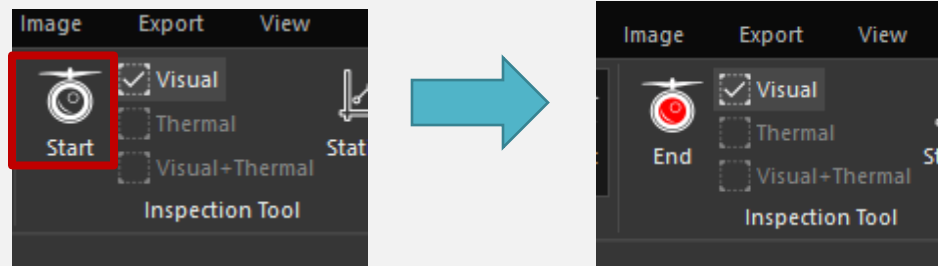 Image Export View
Visual
Thermal
Start
Visual+Thermal
Inspection Tool
Image Export View
Visual
Thermal
End
Visual+Thermal
Inspection Tool